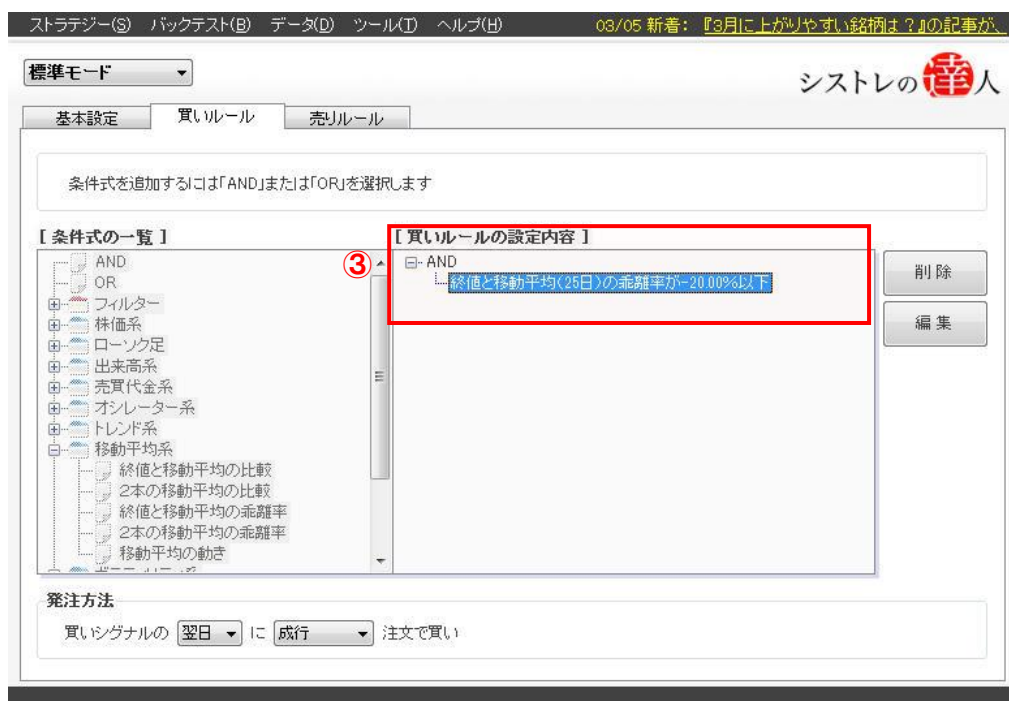 ストラテジー(S) バックテスト(B) データ(D) ツール(T) ヘルプ(H) 03/05 新着： 『3月に上がりやすい銘柄は？』の記事が、
標準モード
システトレの達人
基本設定 買いルール 売りルール
条件式を追加するには「AND」または「OR」を選択します
[ 条件式の一覧 ] [ 買いルールの設定内容 ]
③
AND
OR
フィルター
株価系
ローソク足
出来高系
売買代金系
オシレーター系
トレンド系
移動平均系
終値と移動平均の比較
2本の移動平均の比較
終値と移動平均の乖離率
2本の移動平均の乖離率
移動平均の動き
AND
終値と移動平均(25日)の乖離率が-20.00%以下
削除
編集
発注方法
買いシグナルの 翌日 に 成行 注文で買い